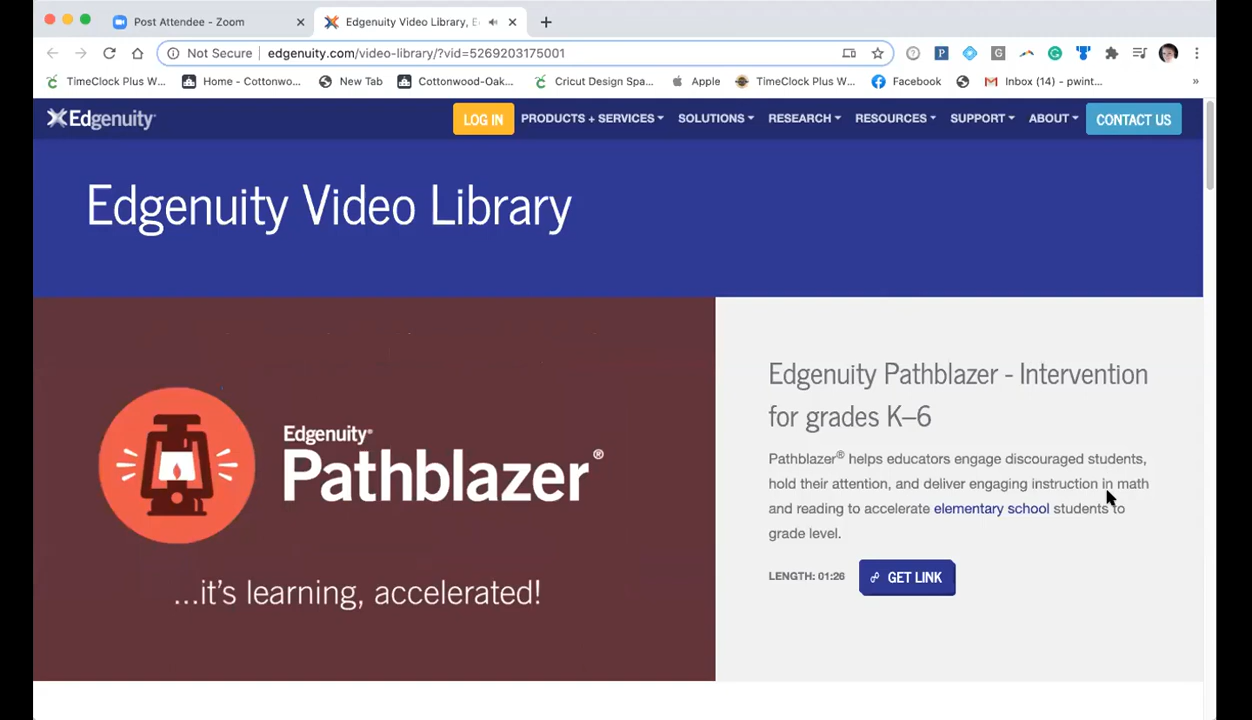 Post Attendee - Zoom
Edgenuity Video Library, E
Not Secure
edgenuity.com/video-library/?vid=5269203175001
TimeClock Plus W...
Home - Cottonwo...
New Tab
Cottonwood-Oak...
Cricut Design Spa...
Apple
TimeClock Plus W...
Facebook
Inbox (14) - pwint...
»
Edgenuity
LOG IN
PRODUCTS + SERVICES
SOLUTIONS
RESEARCH
RESOURCES
SUPPORT
ABOUT
CONTACT US
Edgenuity Video Library
Edgenuity®
Pathblazer®
...it's learning, accelerated!
Edgenuity Pathblazer - Intervention
for grades K–6
Pathblazer® helps educators engage discouraged students,
hold their attention, and deliver engaging instruction in math
and reading to accelerate elementary school students to
grade level.
LENGTH: 01:26
GET LINK